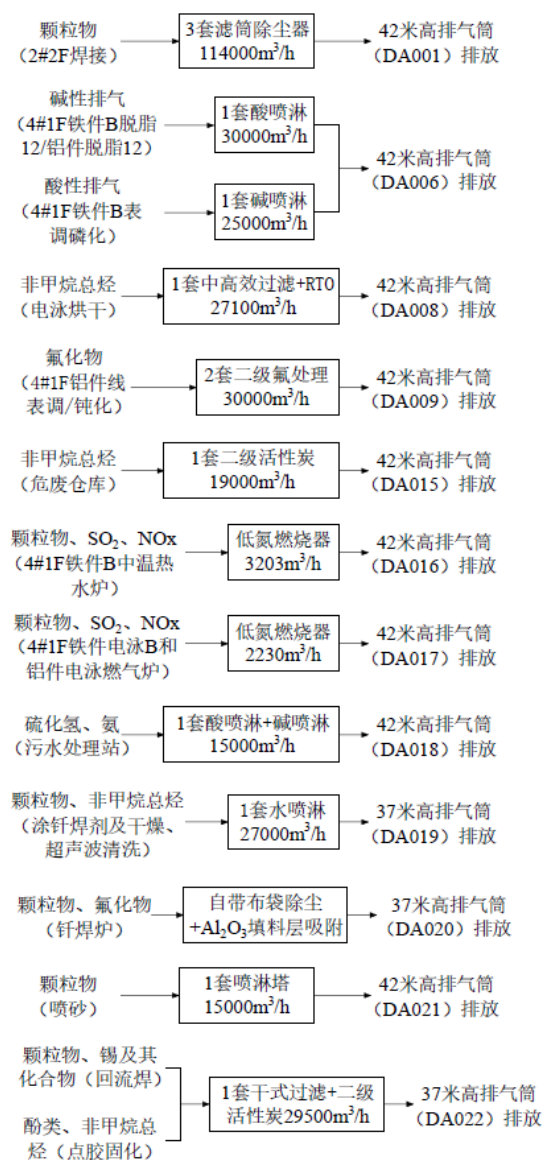 颗粒物
（2#2F焊接）
3套滤筒除尘器
114000m³/h
42米高排气筒
（DA001）排放
碱性排气
（4#1F铁件B脱脂
12/铝件脱脂12）
1套酸喷淋
30000m³/h
酸性排气
（4#1F铁件B表
调磷化）
1套碱喷淋
25000m³/h
42米高排气筒
（DA006）排放
非甲烷总烃
（电泳烘干）
1套中高效过滤+RTO
27100m³/h
42米高排气筒
（DA008）排放
氟化物
（4#1F铝件线
表调/钝化）
2套二级氟处理
30000m³/h
42米高排气筒
（DA009）排放
非甲烷总烃
（危废仓库）
1套二级活性炭
19000m³/h
42米高排气筒
（DA015）排放
颗粒物、SO₂、NOx
（4#1F铁件B中温热
水炉）
低氮燃烧器
3203m³/h
42米高排气筒
（DA016）排放
颗粒物、SO₂、NOx
（4#1F铁件电泳B和
铝件电泳燃气炉）
低氮燃烧器
2230m³/h
42米高排气筒
（DA017）排放
硫化氢、氨
（污水处理站）
1套酸喷淋+碱喷淋
15000m³/h
42米高排气筒
（DA018）排放
颗粒物、非甲烷总烃
（涂钎焊剂及干燥、
超声波清洗）
1套水喷淋
27000m³/h
37米高排气筒
（DA019）排放
颗粒物、氟化物
（钎焊炉）
自带布袋除尘
+Al₂O₃填料层吸附
37米高排气筒
（DA020）排放
颗粒物
（喷砂）
1套喷淋塔
15000m³/h
42米高排气筒
（DA021）排放
颗粒物、锡及其
化合物（回流焊）
酚类、非甲烷总
烃（点胶固化）
1套干式过滤+二级
活性炭29500m³/h
37米高排气筒
（DA022）排放